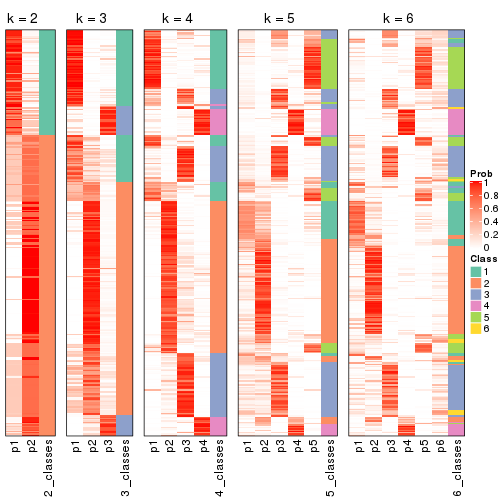 k = 2
k = 3
k = 4
k = 5
k = 6
p1
p2
2_classes
p1
p2
p3
3_classes
p1
p2
p3
p4
4_classes
p1
p2
p3
p4
p5
5_classes
p1
p2
p3
p4
p5
p6
6_classes
Prob
1
0.8
0.6
0.4
0.2
0
Class
1
2
3
4
5
6